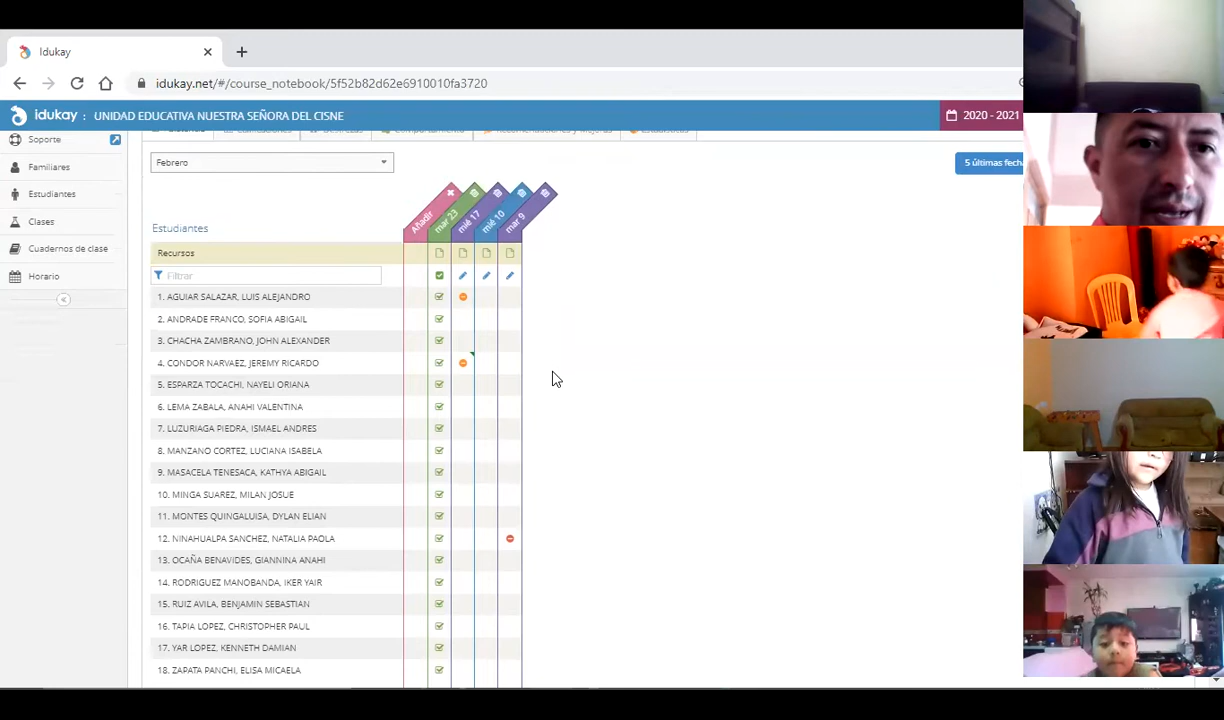 Idukay
idukay.net/#/course_notebook/5f52b82d62e6910010fa3720
idukay : UNIDAD EDUCATIVA NUESTRA SEÑORA DEL CISNE
2020 - 2021
Soporte
Familiares
Estudiantes
Clases
Cuadernos de clase
Horario
Febrero
5 últimas fech
Añadir
mar 23
mié 17
mié 10
mar 9
Estudiantes
Recursos
Filtrar
1. AGUIAR SALAZAR, LUIS ALEJANDRO
2. ANDRADE FRANCO, SOFIA ABIGAIL
3. CHACHA ZAMBRANO, JOHN ALEXANDER
4. CONDOR NARVAEZ, JEREMY RICARDO
5. ESPARZA TOCACHI, NAYELI ORIANA
6. LEMA ZABALA, ANAHI VALENTINA
7. LUZURIAGA PIEDRA, ISMAEL ANDRES
8. MANZANO CORTEZ, LUCIANA ISABELA
9. MASACELA TENESACA, KATHYA ABIGAIL
10. MINGA SUAREZ, MILAN JOSUE
11. MONTES QUINGALUISA, DYLAN ELIAN
12. NINAHUALPA SANCHEZ, NATALIA PAOLA
13. OCAÑA BENAVIDES, GIANNINA ANAHI
14. RODRIGUEZ MANOBANDA, IKER YAIR
15. RUIZ AVILA, BENJAMIN SEBASTIAN
16. TAPIA LOPEZ, CHRISTOPHER PAUL
17. YAR LOPEZ, KENNETH DAMIAN
18. ZAPATA PANCHI, ELISA MICAELA